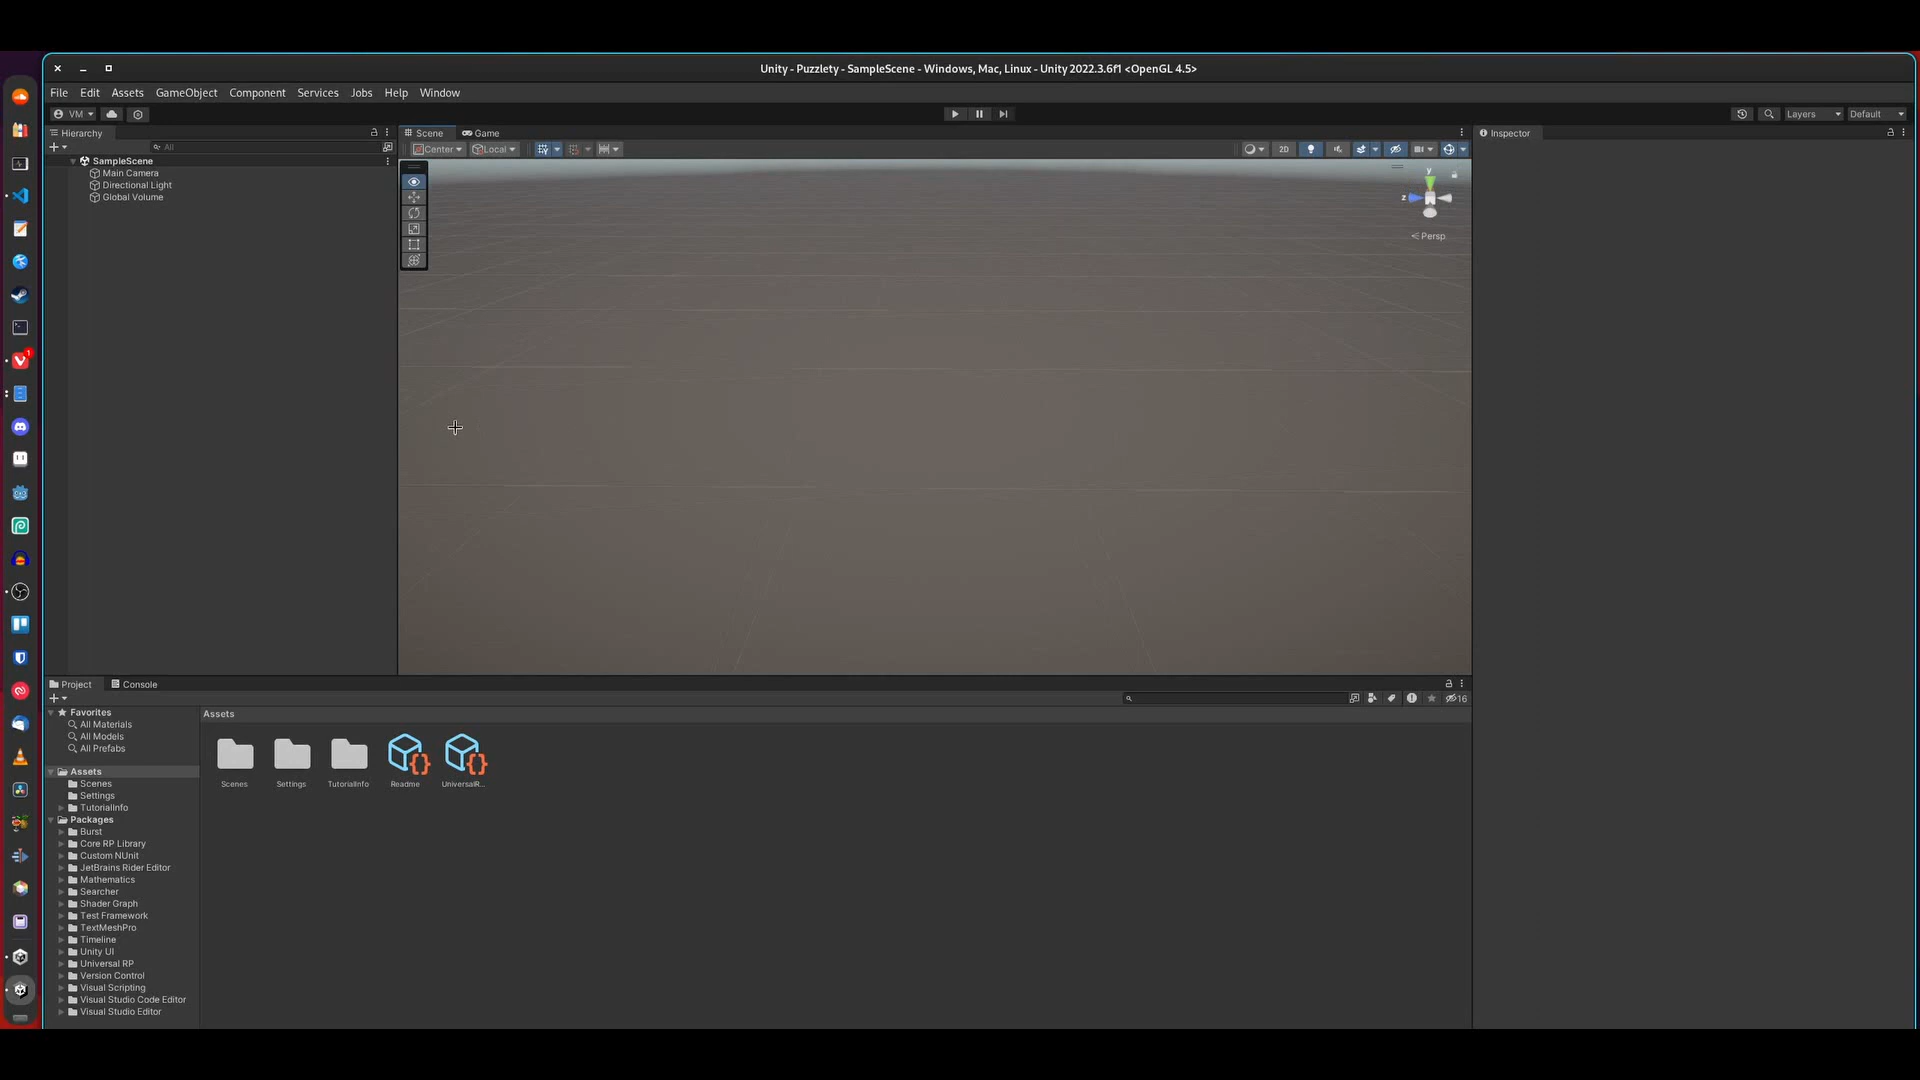 Unity - Puzzlety - SampleScene - Windows, Mac, Linux - Unity 2022.3.6f1 <OpenGL 4.5>
File Edit Assets GameObject Component Services Jobs Help Window
VM Layers Default
Hierarchy Scene Game Inspector
All Center Local 2D
SampleScene
Main Camera
Directional Light
Global Volume
y
z
Persp
1
Project Console
16
Favorites Assets
All Materials
All Models
All Prefabs
Assets
Scenes Scenes Settings TutorialInfo Readme UniversalR...
Settings
TutorialInfo
Packages
Burst
Core RP Library
Custom NUnit
JetBrains Rider Editor
Mathematics
Searcher
Shader Graph
Test Framework
TextMeshPro
Timeline
Unity UI
Universal RP
Version Control
Visual Scripting
Visual Studio Code Editor
Visual Studio Editor